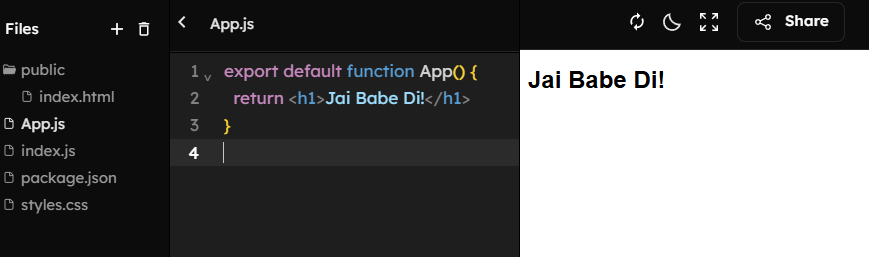 Files
public
index.html
App.js
index.js
package.json
styles.css
App.js
1 export default function App() {
2 return <h1>Jai Babe Di!</h1>
3 }
4
Share
Jai Babe Di!